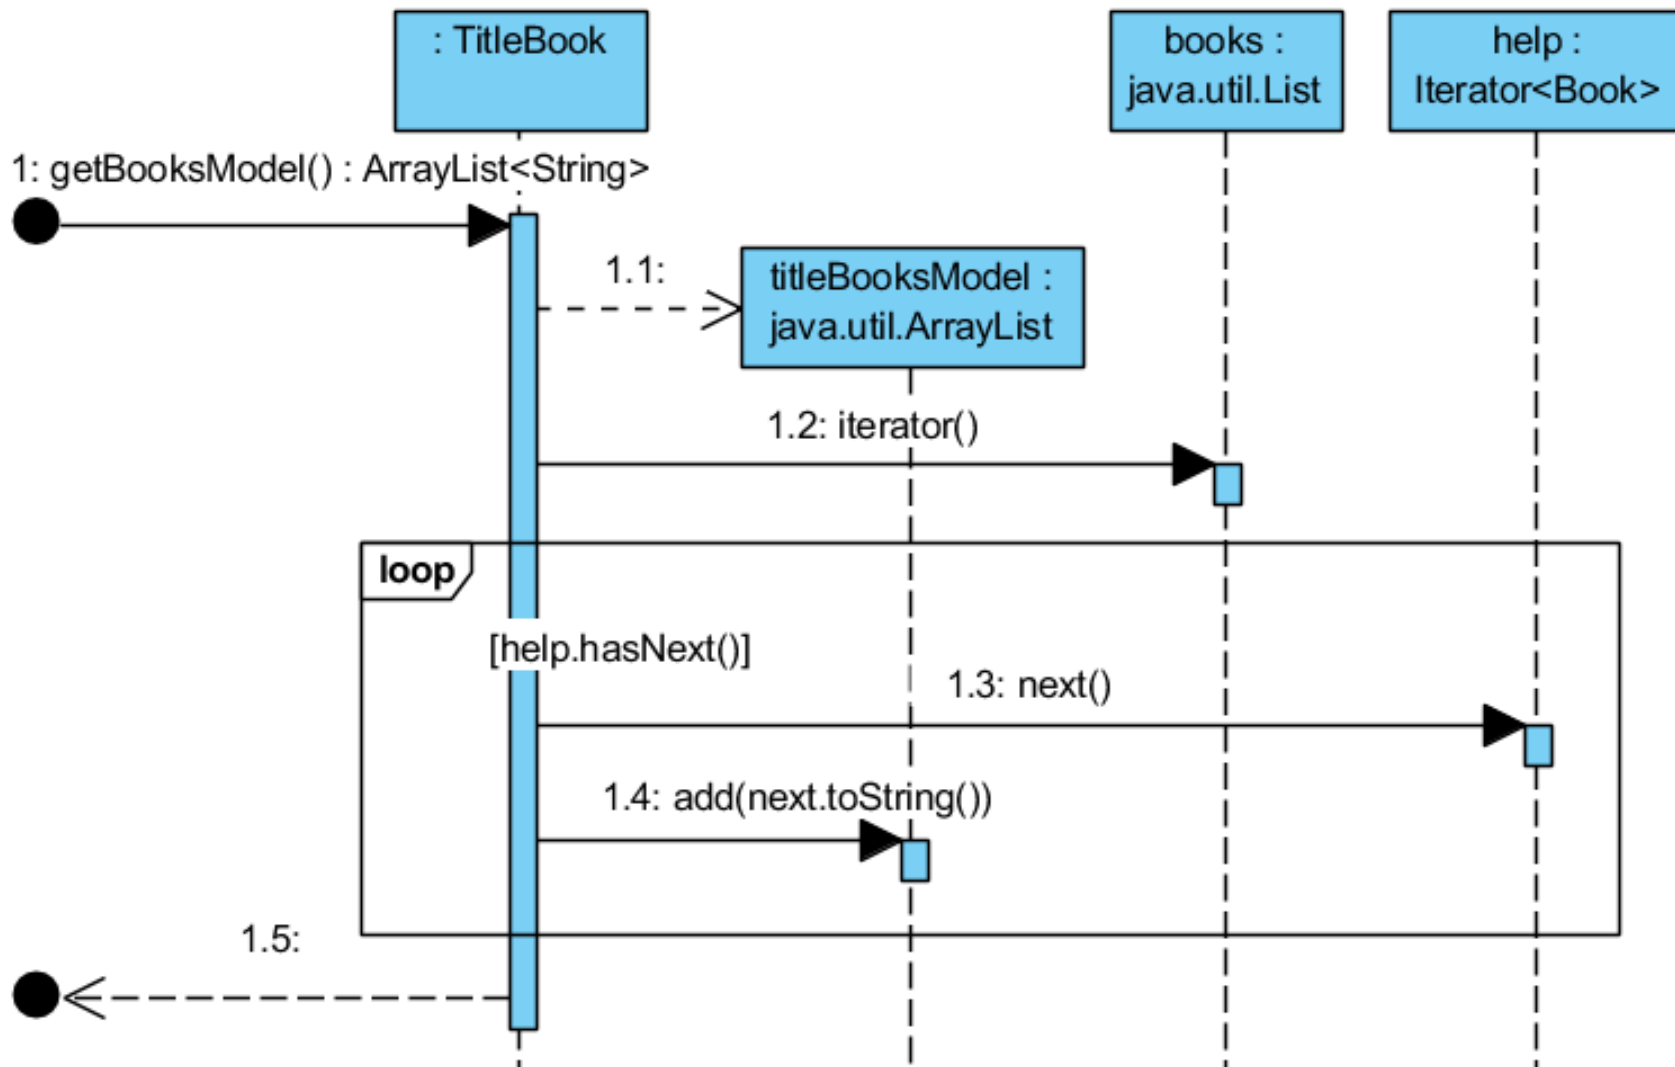 : TitleBook
books :
java.util.List
help :
Iterator<Book>
1: getBooksModel() : ArrayList<String>
1.1:
titleBooksModel :
java.util.ArrayList
1.2: iterator()
loop
[help.hasNext()]
1.3: next()
1.4: add(next.toString())
1.5: